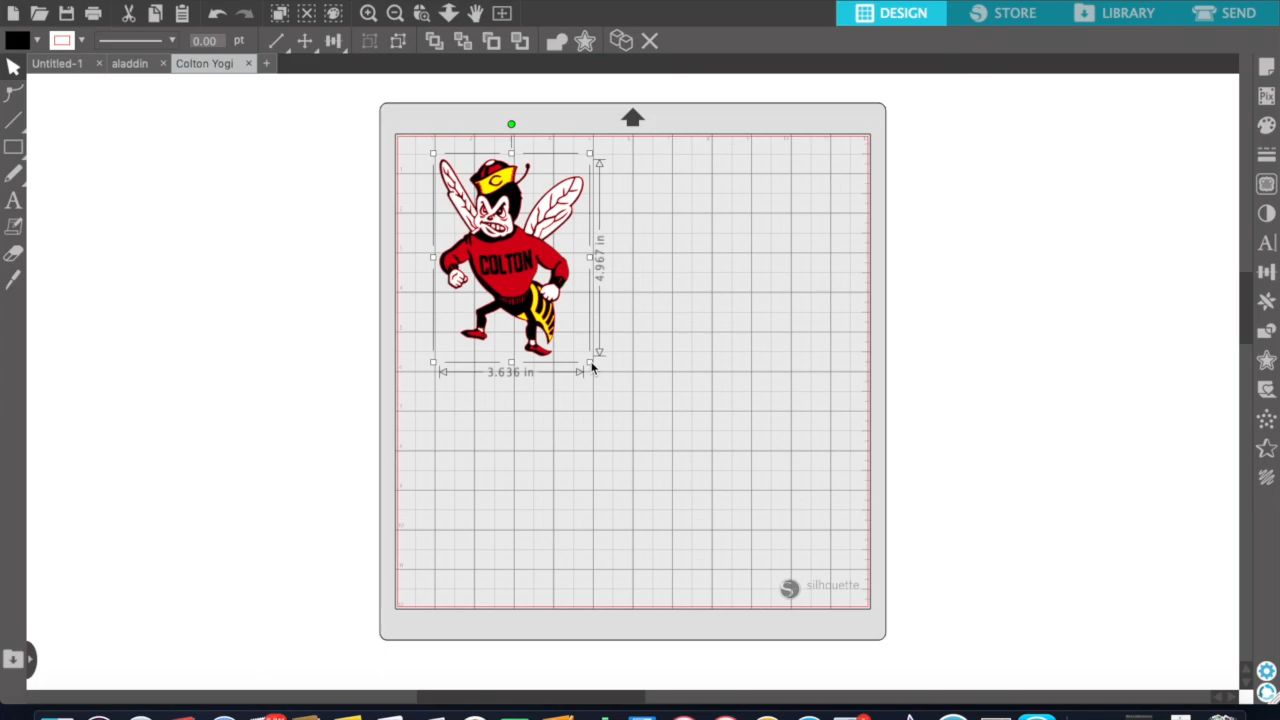 DESIGN
STORE
LIBRARY
SEND
0.00 pt
Untitled-1
aladdin
Colton Yogi
C
COLTON
4.967 in
3.636 in
silhouette